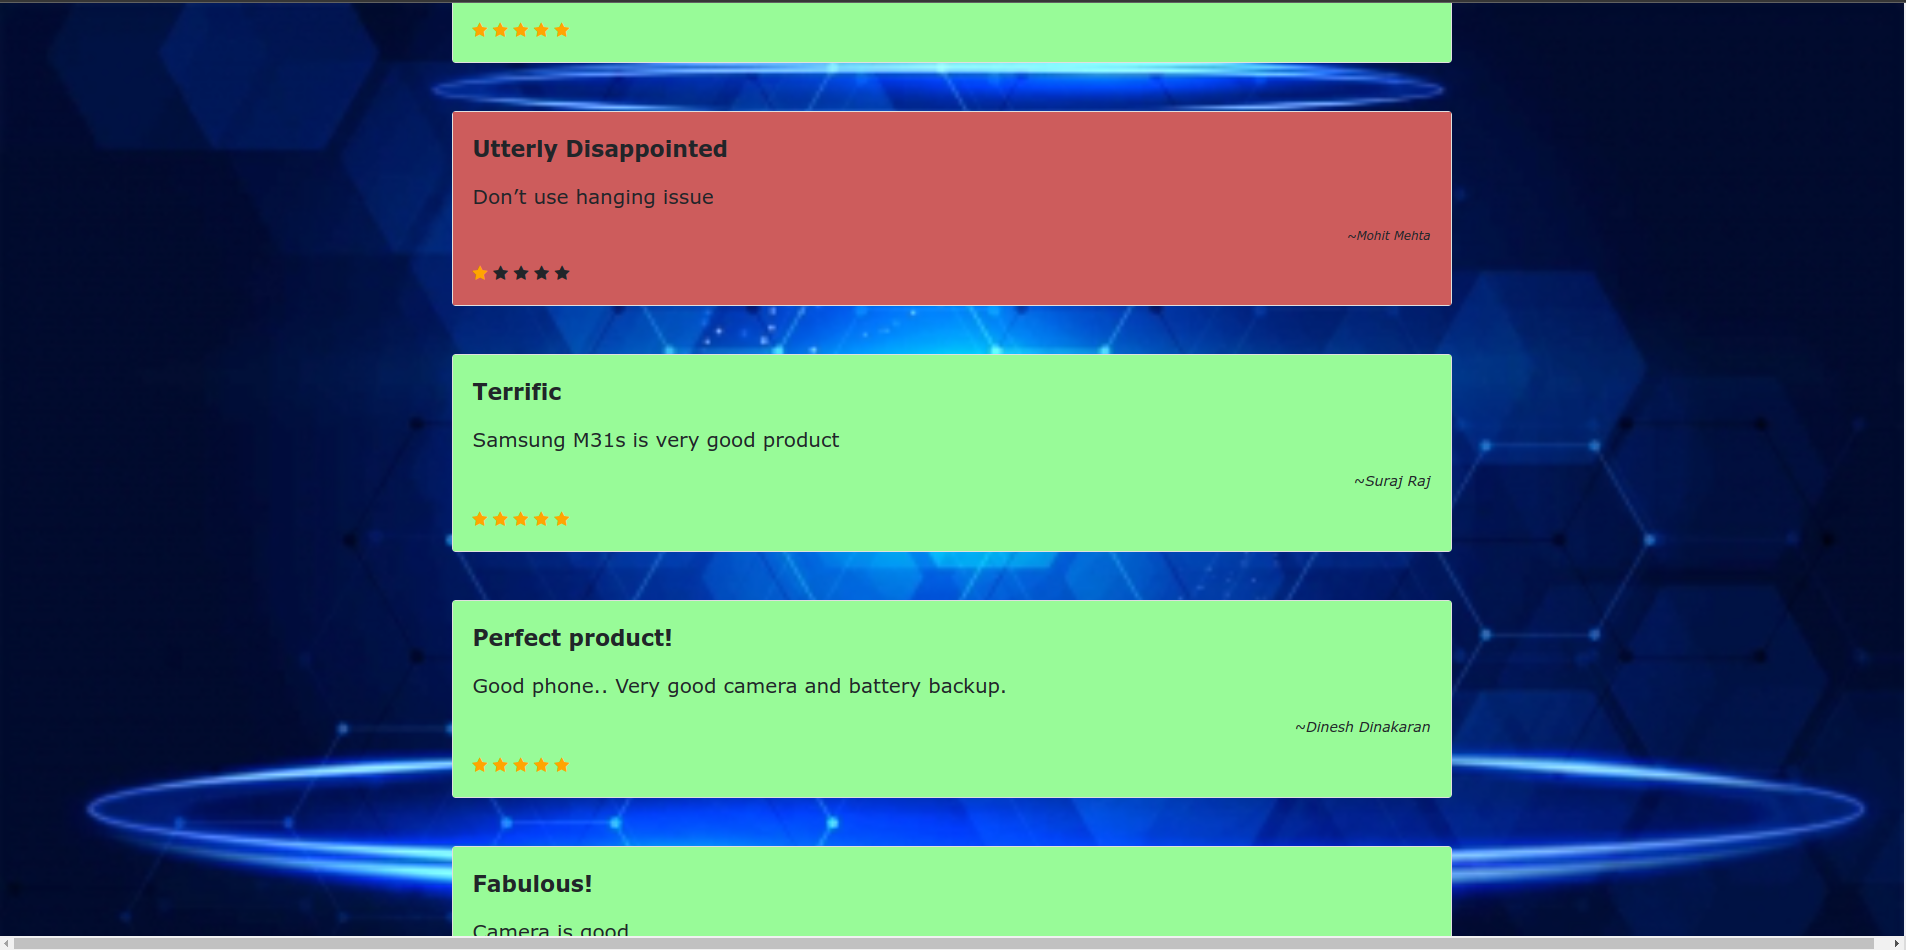 Utterly Disappointed
Don’t use hanging issue
~Mohit Mehta
Terrific
Samsung M31s is very good product
~Suraj Raj
Perfect product!
Good phone.. Very good camera and battery backup.
~Dinesh Dinakaran
Fabulous!
Camera is good